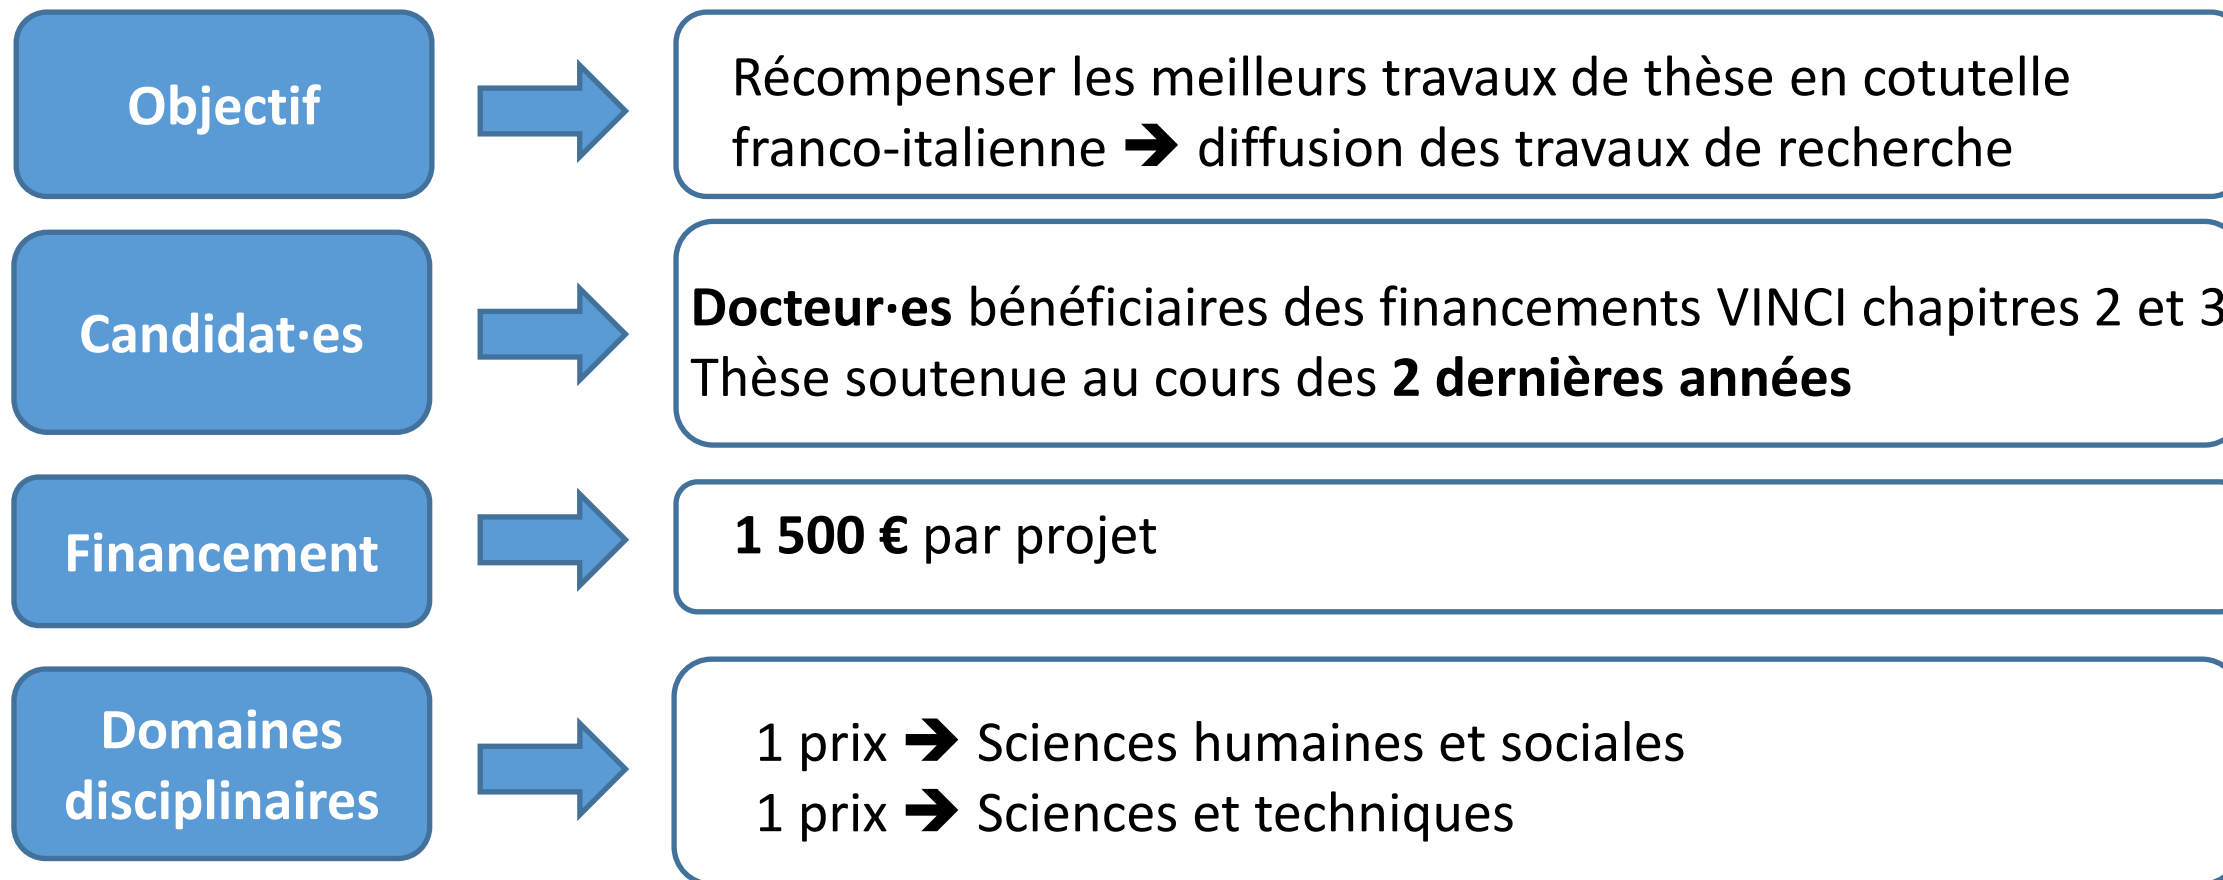 Objectif
Récompenser les meilleurs travaux de thèse en cotutelle
franco-italienne ➔ diffusion des travaux de recherche
Candidat·es
Docteur·es bénéficiaires des financements VINCI chapitres 2 et 3
Thèse soutenue au cours des 2 dernières années
Financement
1 500 € par projet
Domaines
disciplinaires
1 prix ➔ Sciences humaines et sociales
1 prix ➔ Sciences et techniques